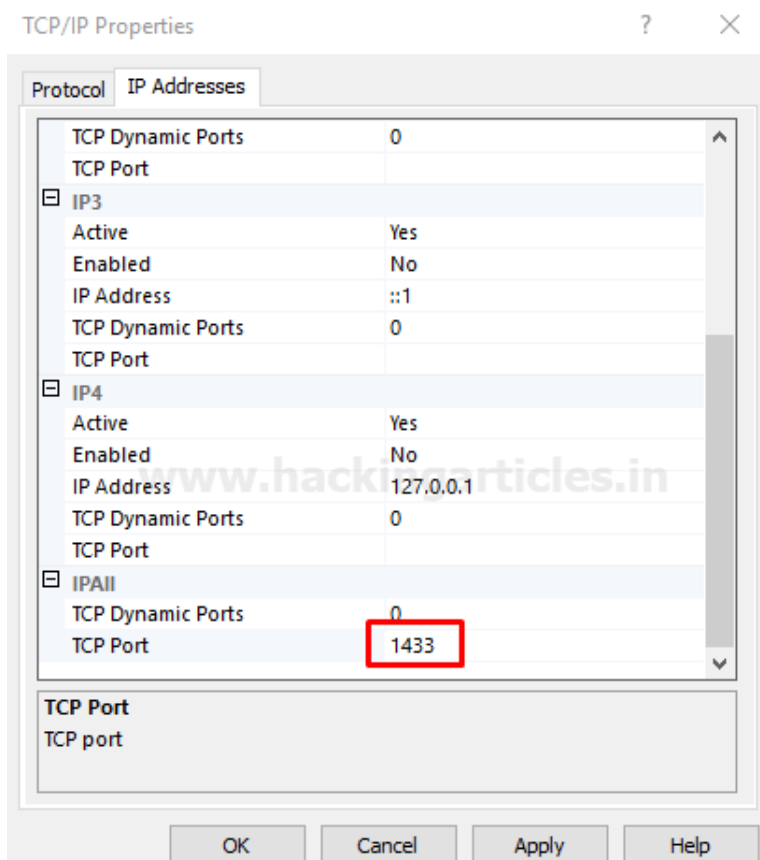 TCP/IP Properties ? ×
Protocol IP Addresses
TCP Dynamic Ports 0
TCP Port
IP3
Active Yes
Enabled No
IP Address ::1
TCP Dynamic Ports 0
TCP Port
IP4
Active Yes
Enabled No
www.hackingarticles.in
IP Address 127.0.0.1
TCP Dynamic Ports 0
TCP Port
IPAll
TCP Dynamic Ports 0
TCP Port 1433
TCP Port
TCP port
OK Cancel Apply Help